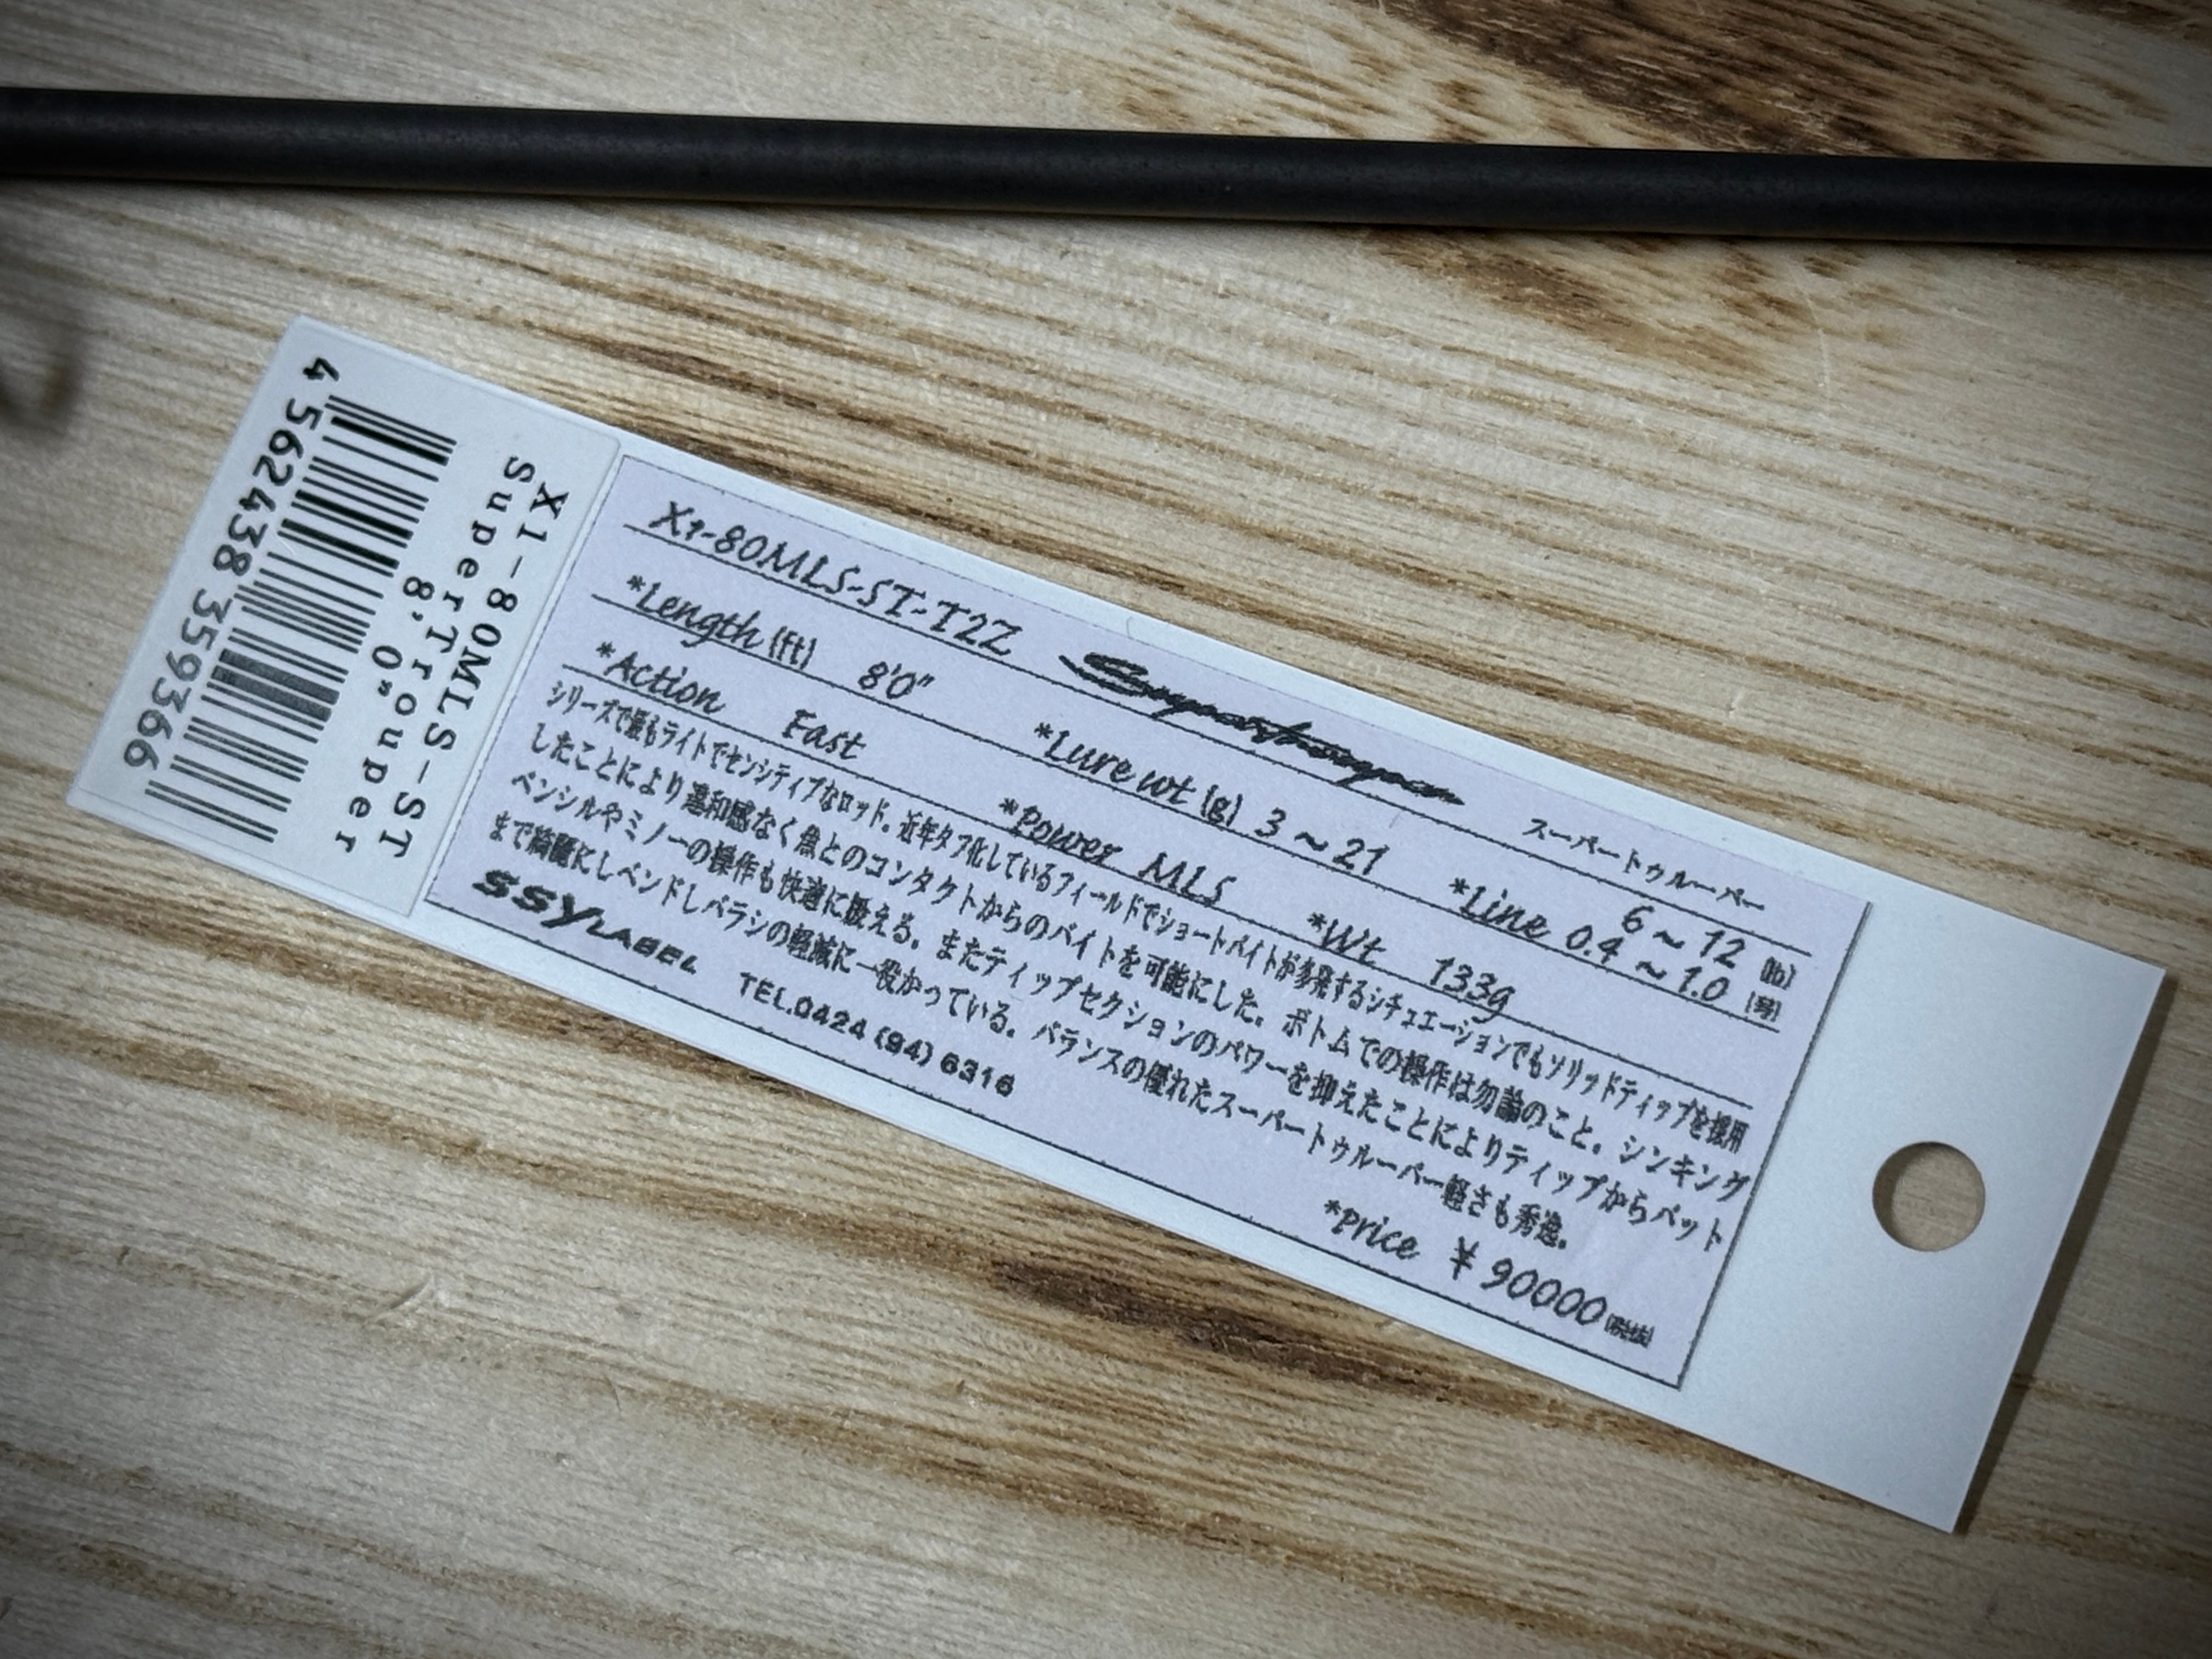 X1-80MLS-ST-T2Z Supertrouper スーパートゥルーパー
*Length (ft) 8'0" *Lure wt (g) 3 ~ 21 *Line 6 ~ 12 (lb) 0.4 ~ 1.0 (号)
*Action Fast *Power MLS *Wt 133g
シリーズで最もライトでセンシティブなロッド。近年タフ化しているフィールドでショートバイトが多発するシチュエーションでもソリッドティップを採用
したことにより違和感なく魚とのコンタクトからのバイトを可能にした。ボトムでの操作は勿論のこと。シンキング
ペンシルやミノーの操作も快適に扱える。またティップセクションのパワーを抑えたことによりティップからバット
まで綺麗にしベンドしバラシの軽減に一役かっている。バランスの優れたスーパートゥルーパー軽さも秀逸。
SSYLABEL TEL.0424 (94) 6316
*price ¥ 90000 (税抜)
X1-80MLS-ST
SuperTrouper
8'0"
4 562438 359366